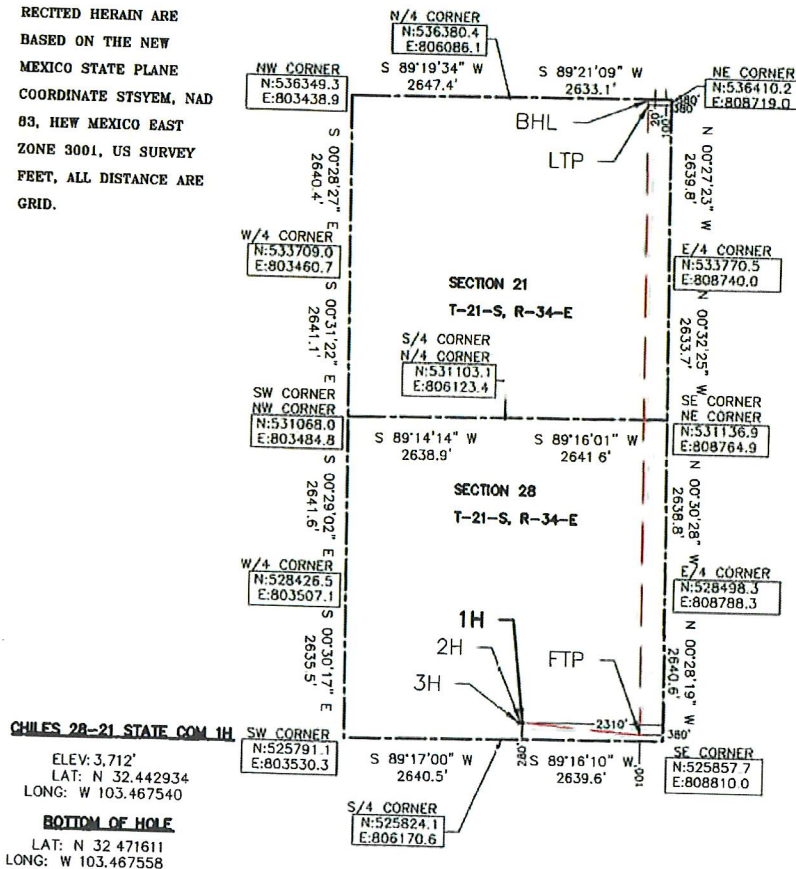 RECITED HERAIN ARE
BASED ON THE NEW
MEXICO STATE PLANE
COORDINATE STSYEM, NAD
83, HEW MEXICO EAST
ZONE 3001, US SURVEY
FEET, ALL DISTANCE ARE
GRID.
N/4 CORNER
N:536380.4
E:806086.1
NW CORNER
N:536349.3
E:803438.9
S 89°19'34" W
2647.4'
S 89°21'09" W
2633.1'
NE CORNER
N:536410.2
E:808719.0
380'
380'
20'
100'
BHL
LTP
S 00°28'27" E
2640.4'
N 00°27'23" W
2639.8'
W/4 CORNER
N:533709.0
E:803460.7
E/4 CORNER
N:533770.5
E:808740.0
SECTION 21
T-21-S, R-34-E
S 00°31'22" E
2641.1'
N 00°32'25" W
2633.7'
S/4 CORNER
N/4 CORNER
N:531103.1
E:806123.4
SW CORNER
NW CORNER
N:531068.0
E:803484.8
SE CORNER
NE CORNER
N:531136.9
E:808764.9
S 89°14'14" W
2638.9'
S 89°16'01" W
2641 6'
SECTION 28
T-21-S, R-34-E
S 00°29'02" E
2641.6'
N 00°30'28" W
2638.8'
W/4 CORNER
N:528426.5
E:803507.1
E/4 CORNER
N:528498.3
E:808788.3
1H
2H
3H
FTP
S 00°30'17" E
2635.5'
N 00°28'19" W
2640.6'
2310'
380'
280'
100'
CHILES 28-21 STATE COM 1H
ELEV: 3,712'
LAT: N 32.442934
LONG: W 103.467540
SW CORNER
N:525791.1
E:803530.3
S 89°17'00" W
2640.5'
S 89°16'10" W
2639.6'
SE CORNER
N:525857.7
E:808810.0
S/4 CORNER
N:525824.1
E:806170.6
BOTTOM OF HOLE
LAT: N 32 471611
LONG: W 103.467558